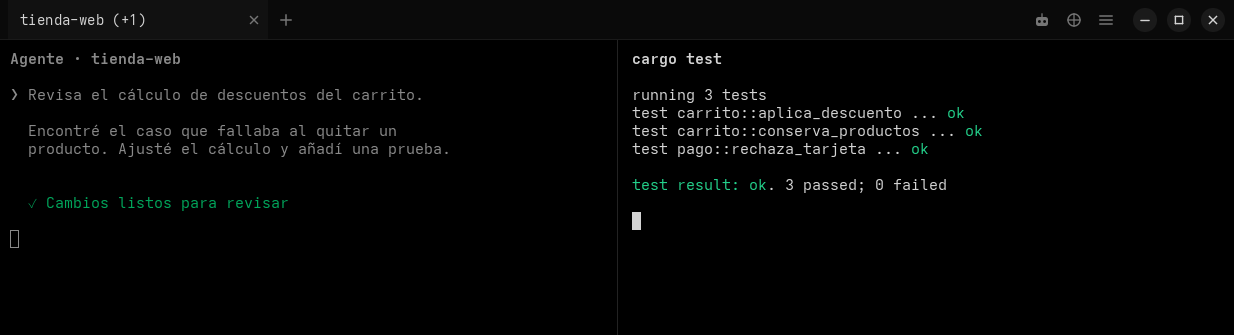 tienda-web (+1)
Agente · tienda-web
❯ Revisa el cálculo de descuentos del carrito.
Encontré el caso que fallaba al quitar un
producto. Ajusté el cálculo y añadí una prueba.
✓ Cambios listos para revisar
cargo test
running 3 tests
test carrito::aplica_descuento ... ok
test carrito::conserva_productos ... ok
test pago::rechaza_tarjeta ... ok
test result: ok. 3 passed; 0 failed